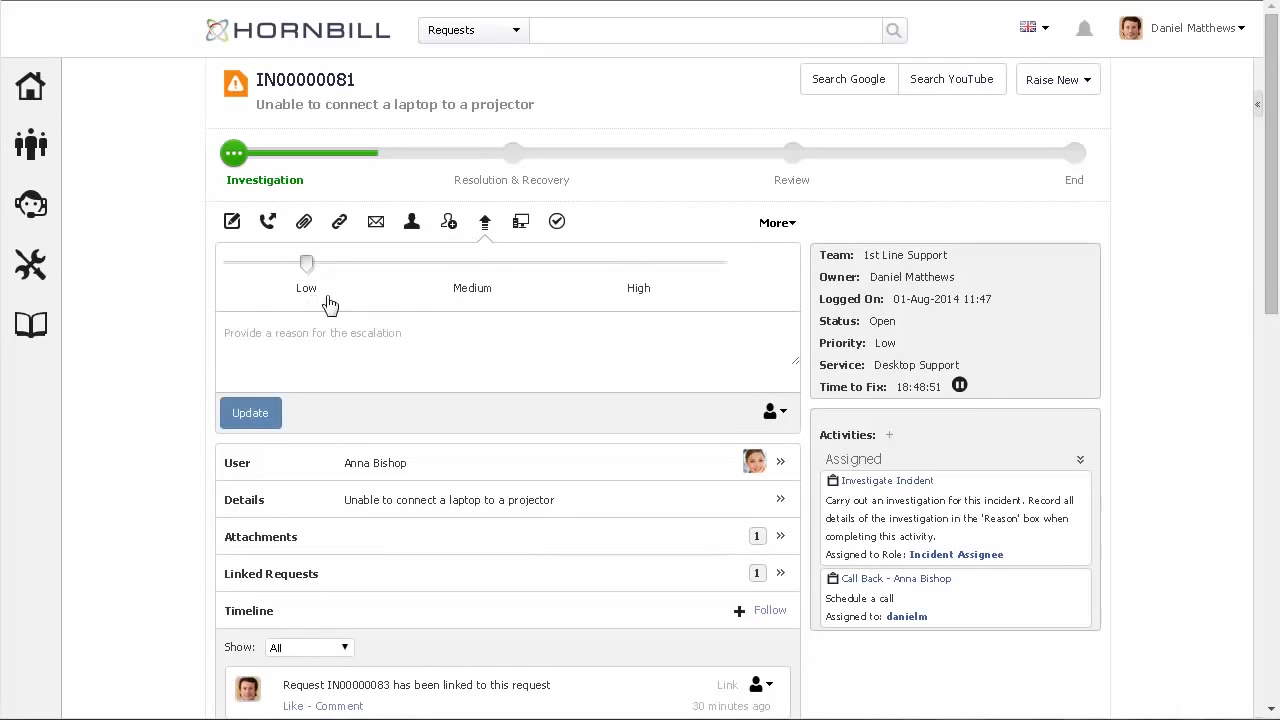 HORNBILL
Requests
Daniel Matthews
IN00000081
Unable to connect a laptop to a projector
Search Google
Search YouTube
Raise New
Investigation
Resolution & Recovery
Review
End
More
Low
Medium
High
Provide a reason for the escalation
Update
Team: 1st Line Support
Owner: Daniel Matthews
Logged On: 01-Aug-2014 11:47
Status: Open
Priority: Low
Service: Desktop Support
Time to Fix: 18:48:51
Activities: +
Assigned
Investigate Incident
Carry out an investigation for this incident. Record all
details of the investigation in the 'Reason' box when
completing this activity.
Assigned to Role: Incident Assignee
Call Back - Anna Bishop
Schedule a call
Assigned to: danielm
User Anna Bishop
Details Unable to connect a laptop to a projector
Attachments 1
Linked Requests 1
Timeline + Follow
Show: All
Request IN00000083 has been linked to this request Link
Like - Comment 30 minutes ago